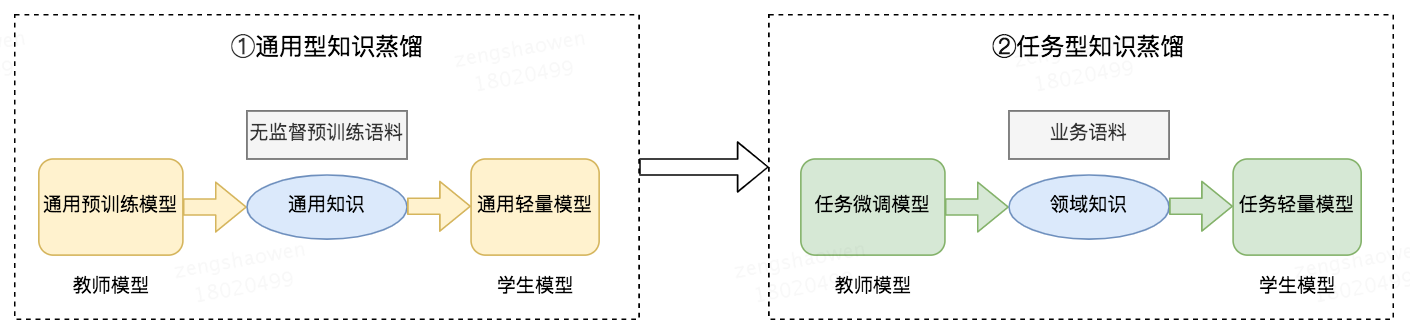 ①通用型知识蒸馏
无监督预训练语料
通用预训练模型
通用知识
通用轻量模型
教师模型
学生模型
②任务型知识蒸馏
业务语料
任务微调模型
领域知识
任务轻量模型
教师模型
学生模型
zengshaowen
18020499
zengshaowen
18020499
18020499
zengshaowen
18020499
zengshaowen
18020499